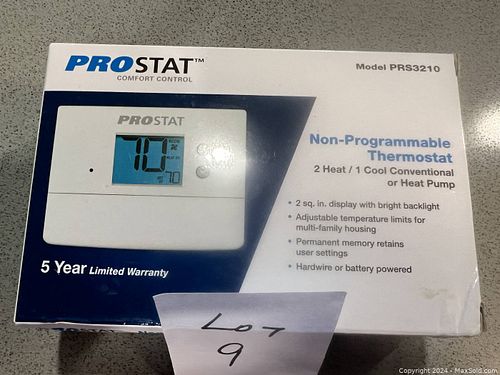 PROSTAT™
COMFORT CONTROL
Model PRS3210
PROSTAT
70
70
Non-Programmable
Thermostat
2 Heat / 1 Cool Conventional
or Heat Pump
• 2 sq. in. display with bright backlight
• Adjustable temperature limits for
multi-family housing
• Permanent memory retains
user settings
• Hardwire or battery powered
5 Year Limited Warranty
Lot
9
Copyright 2024 - MaxSold.com